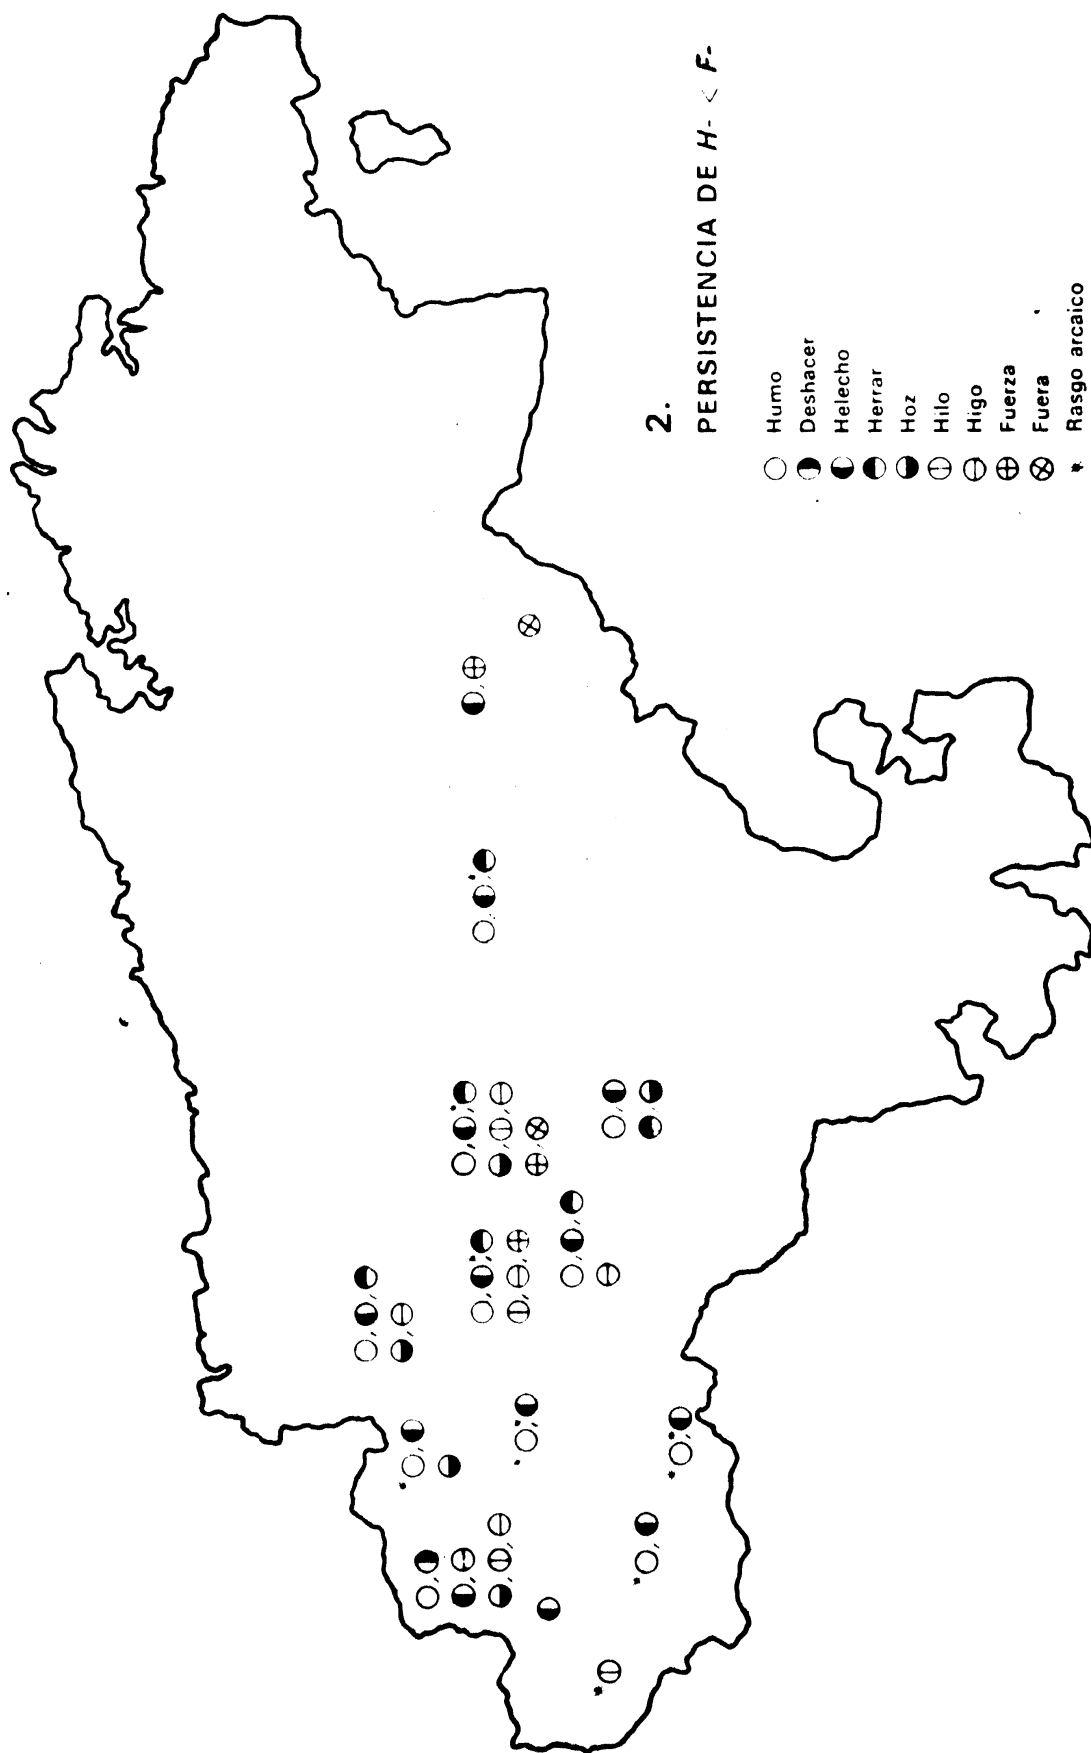 2.
PERSISTENCIA DE H- < F-
Humo
Deshacer
Helecho
Herrar
Hoz
Hilo
Higo
Fuerza
Fuera
* Rasgo arcaico